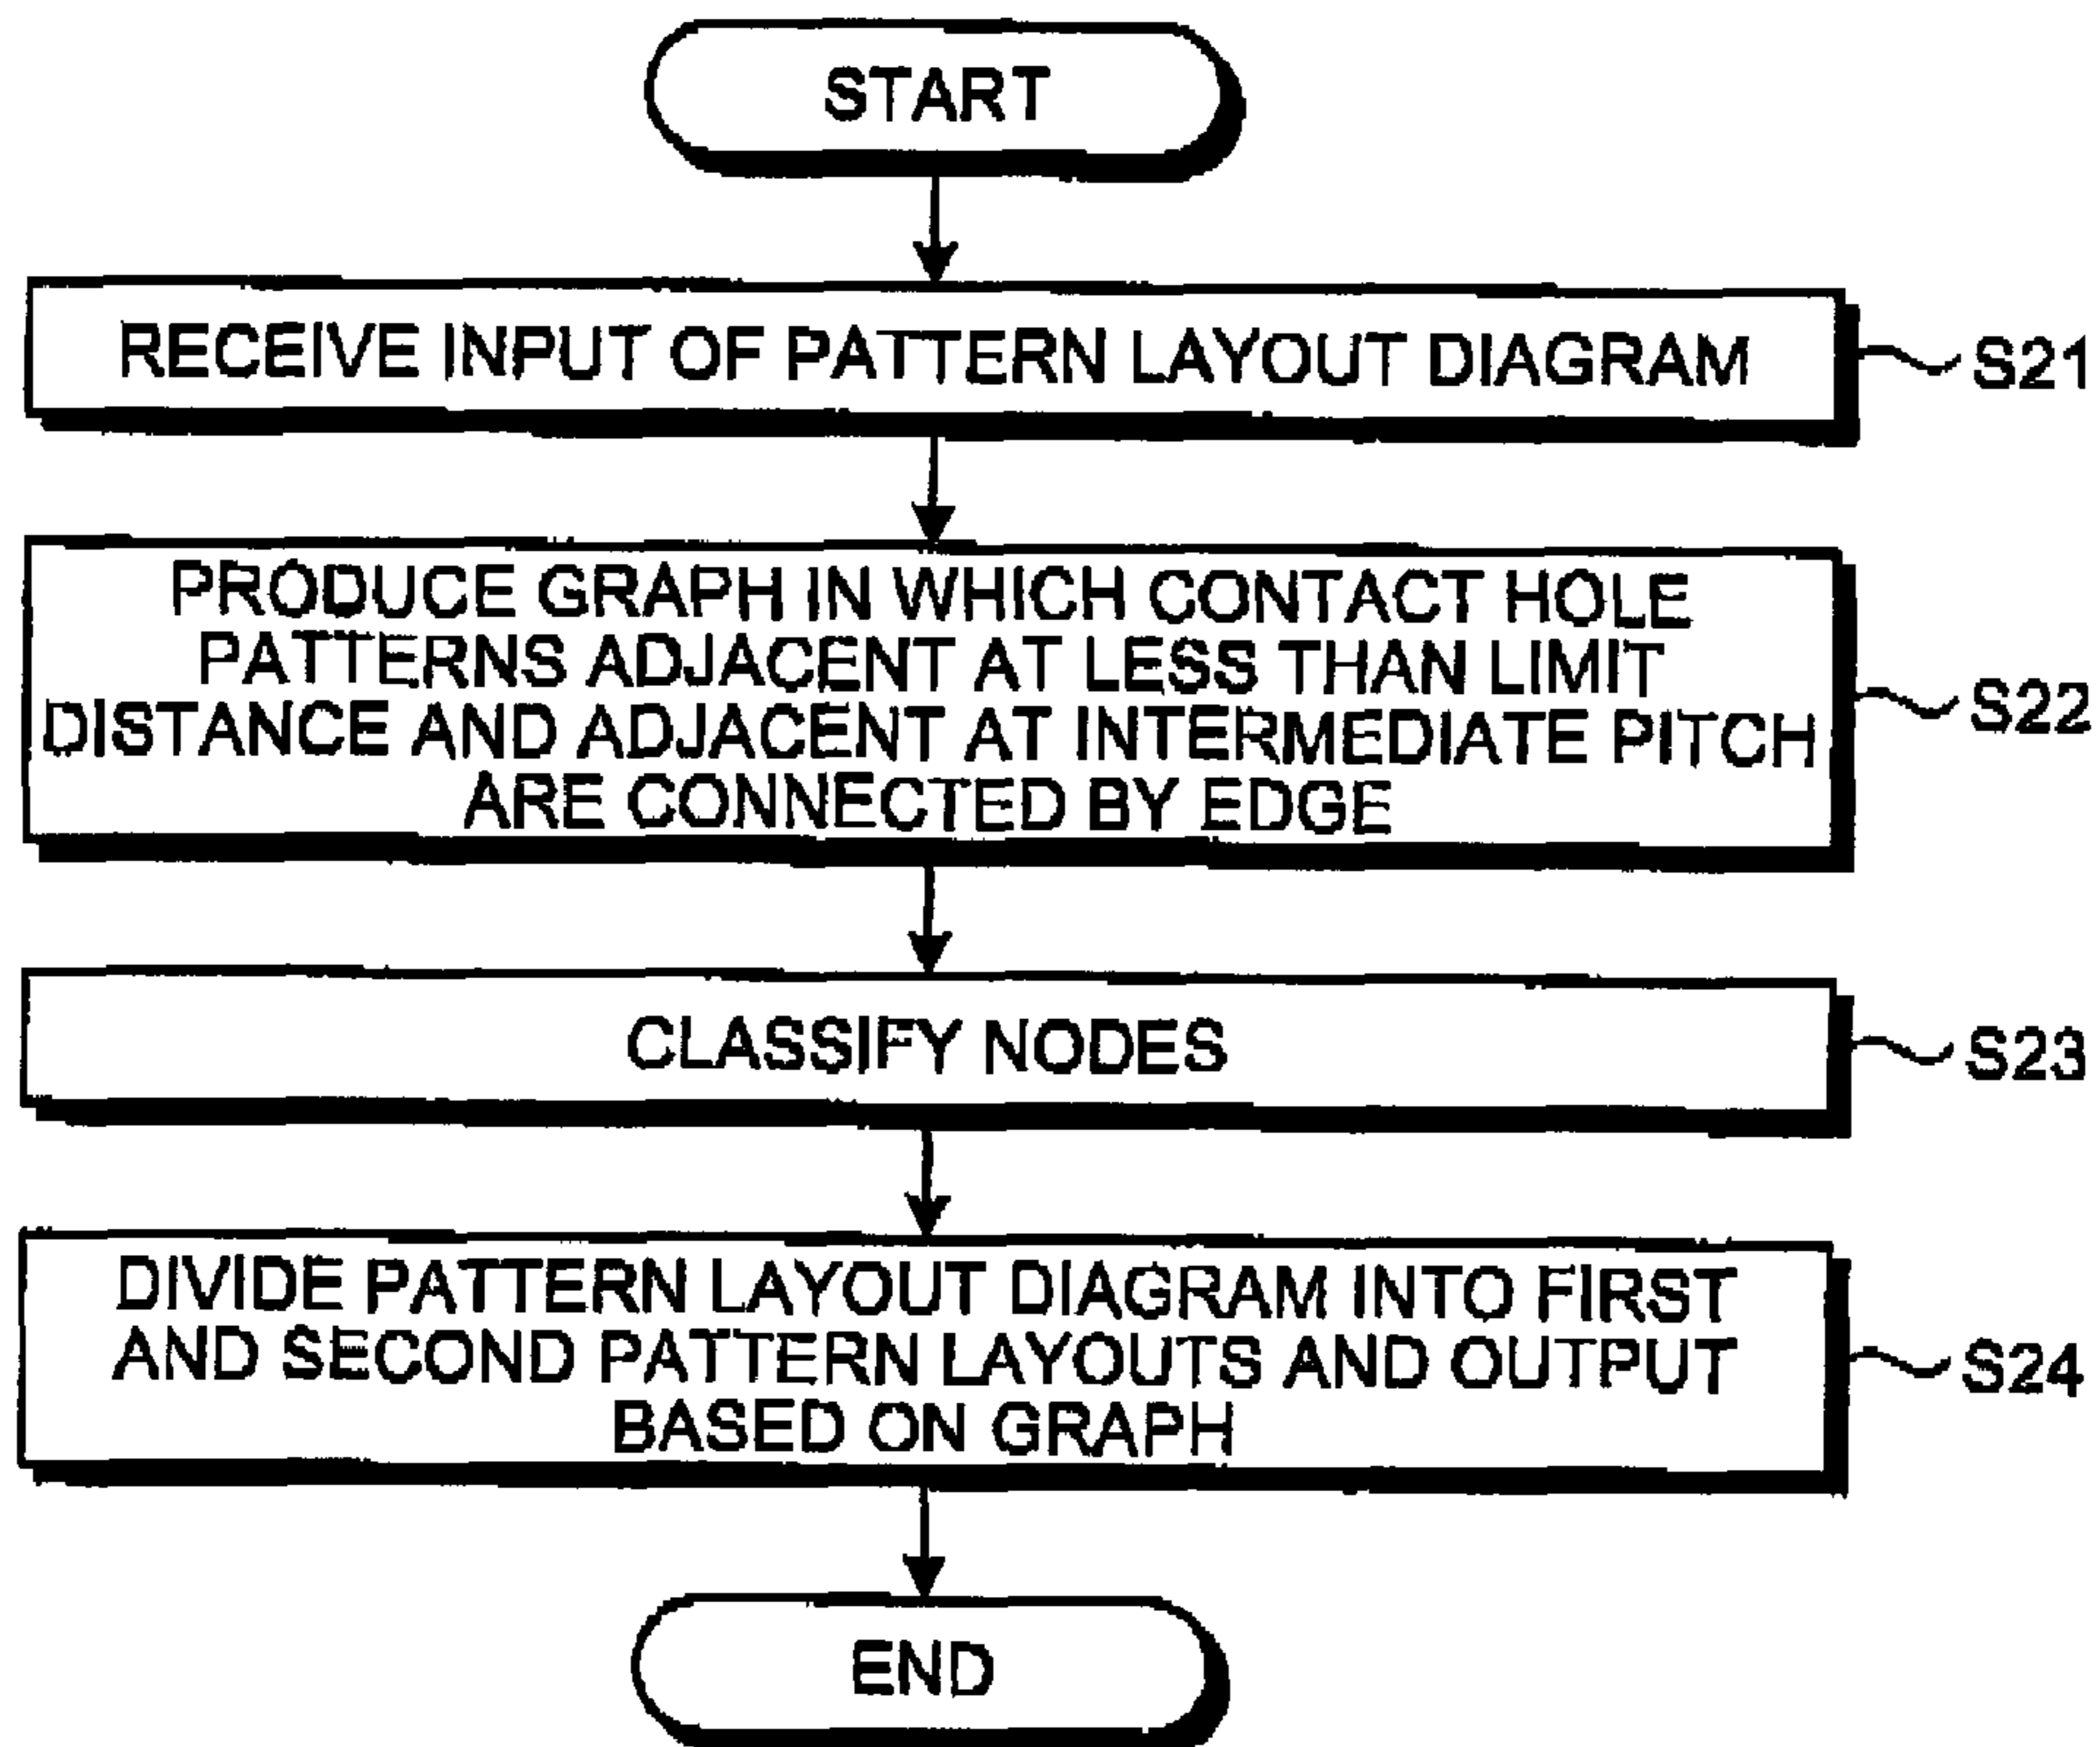 START
RECEIVE INPUT OF PATTERN LAYOUT DIAGRAM
S21
PRODUCE GRAPH IN WHICH CONTACT HOLE
PATTERNS ADJACENT AT LESS THAN LIMIT
DISTANCE AND ADJACENT AT INTERMEDIATE PITCH
ARE CONNECTED BY EDGE
S22
CLASSIFY NODES
S23
DIVIDE PATTERN LAYOUT DIAGRAM INTO FIRST
AND SECOND PATTERN LAYOUTS AND OUTPUT
BASED ON GRAPH
S24
END